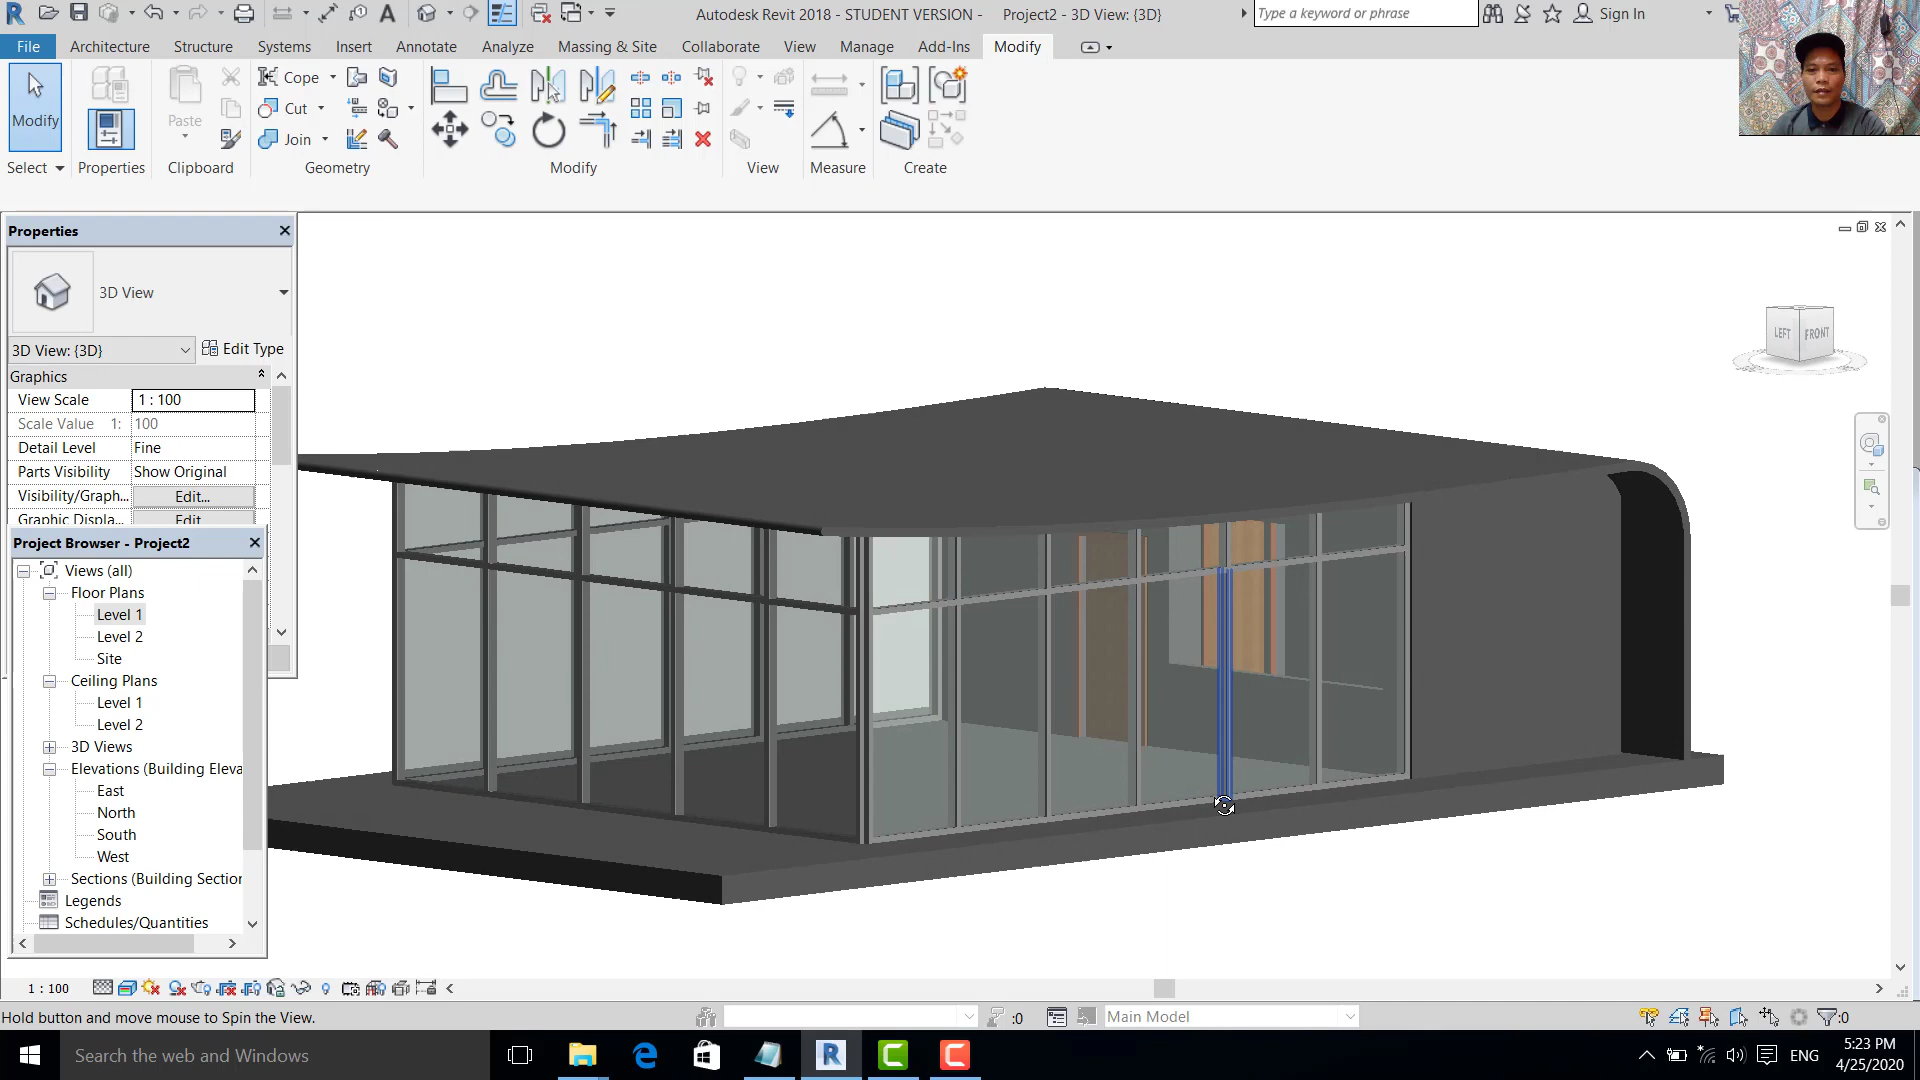 Autodesk Revit 2018 - STUDENT VERSION - Project2 - 3D View: {3D}
Type a keyword or phrase
Sign In
File Architecture Structure Systems Insert Annotate Analyze Massing & Site Collaborate View Manage Add-Ins Modify
Modify
Paste
Cope
Cut
Join
Select Properties Clipboard Geometry Modify View Measure Create
Properties
3D View
3D View: {3D} Edit Type
Graphics
View Scale 1 : 100
Scale Value 1: 100
Detail Level Fine
Parts Visibility Show Original
Visibility/Graph... Edit...
Graphic Displa... Edit
Project Browser - Project2
Views (all)
Floor Plans
Level 1
Level 2
Site
Ceiling Plans
Level 1
Level 2
3D Views
Elevations (Building Eleva
East
North
South
West
Sections (Building Section
Legends
Schedules/Quantities
LEFT FRONT
1 : 100
Hold button and move mouse to Spin the View.
:0
Main Model
:0
Search the web and Windows
ENG
5:23 PM
4/25/2020